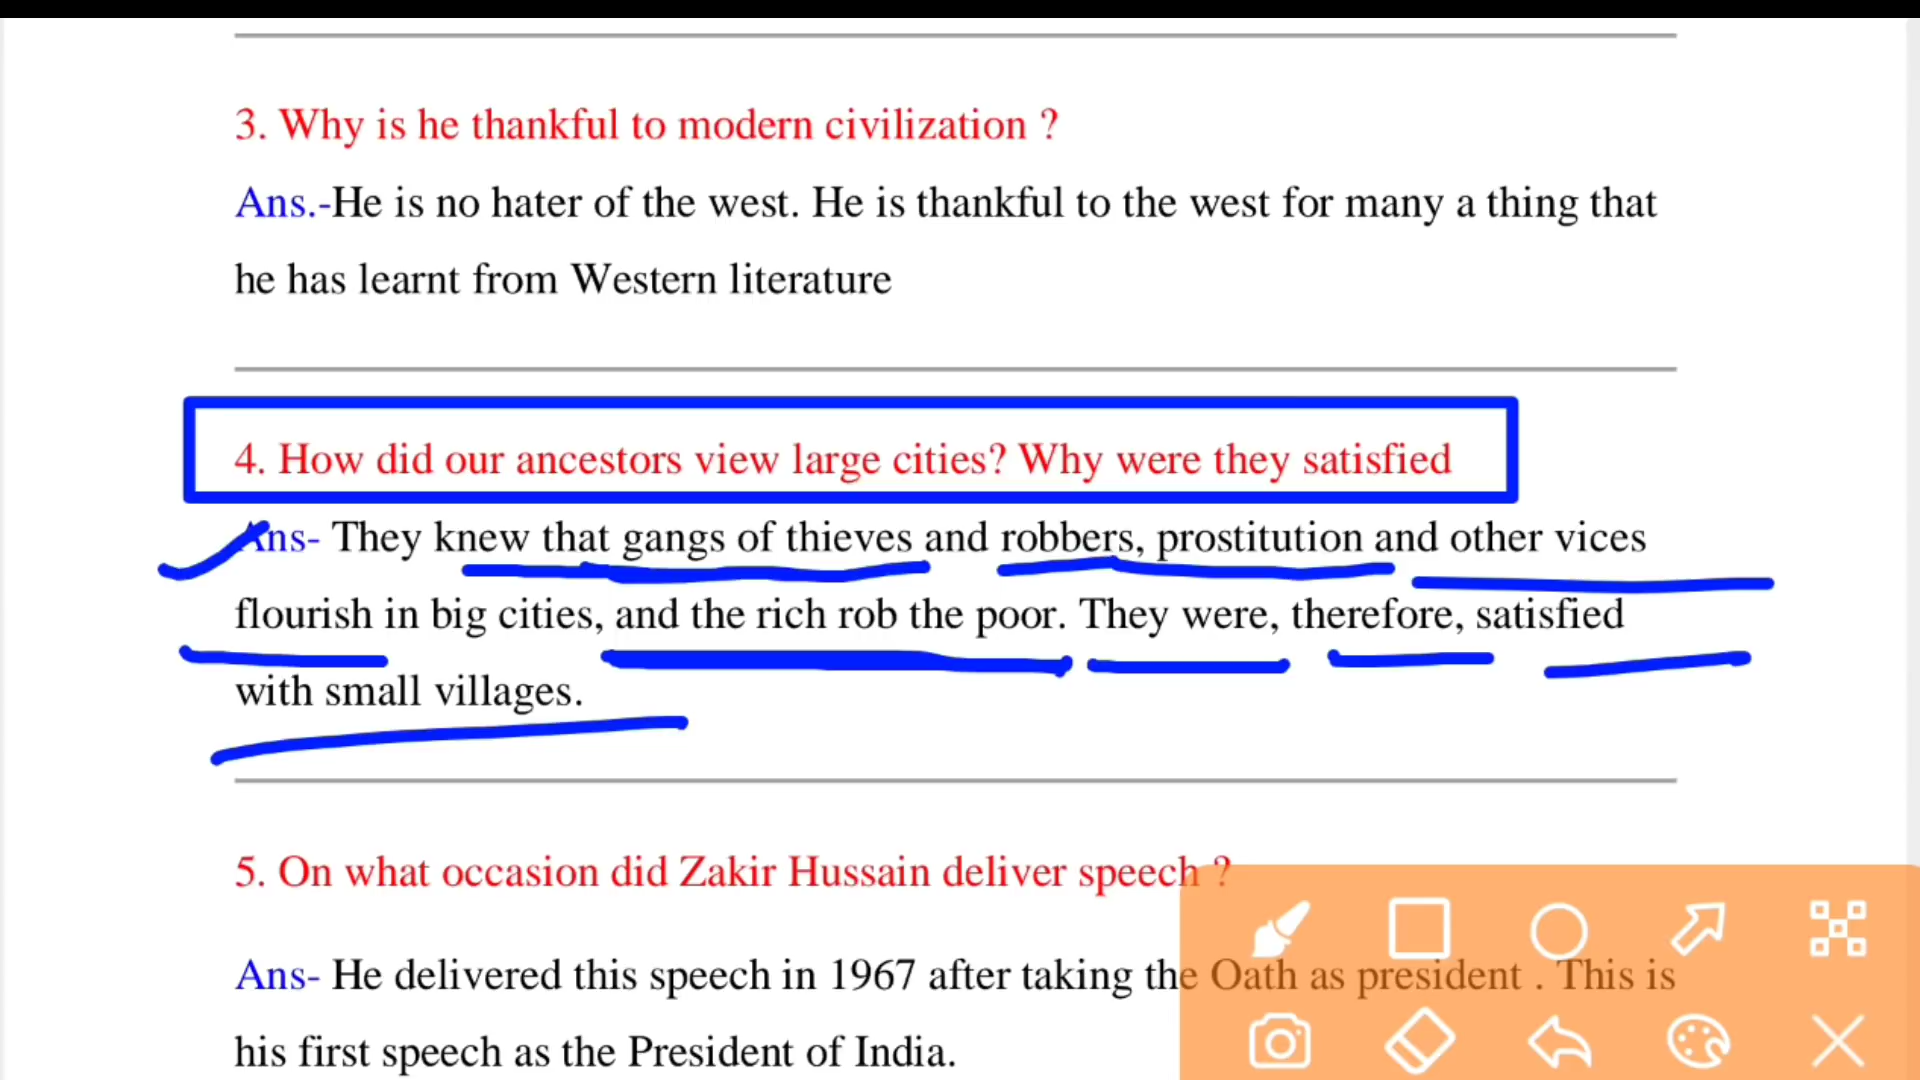 3. Why is he thankful to modern civilization ?
Ans.-He is no hater of the west. He is thankful to the west for many a thing that
he has learnt from Western literature
4. How did our ancestors view large cities? Why were they satisfied
Ans- They knew that gangs of thieves and robbers, prostitution and other vices
flourish in big cities, and the rich rob the poor. They were, therefore, satisfied
with small villages.
5. On what occasion did Zakir Hussain deliver speech ?
Ans- He delivered this speech in 1967 after taking the Oath as president . This is
his first speech as the President of India.